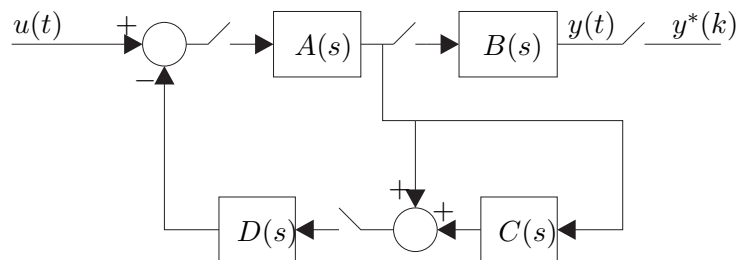 u(t) + A(s) B(s) y(t) y*(k)
−
+ +
D(s) C(s)